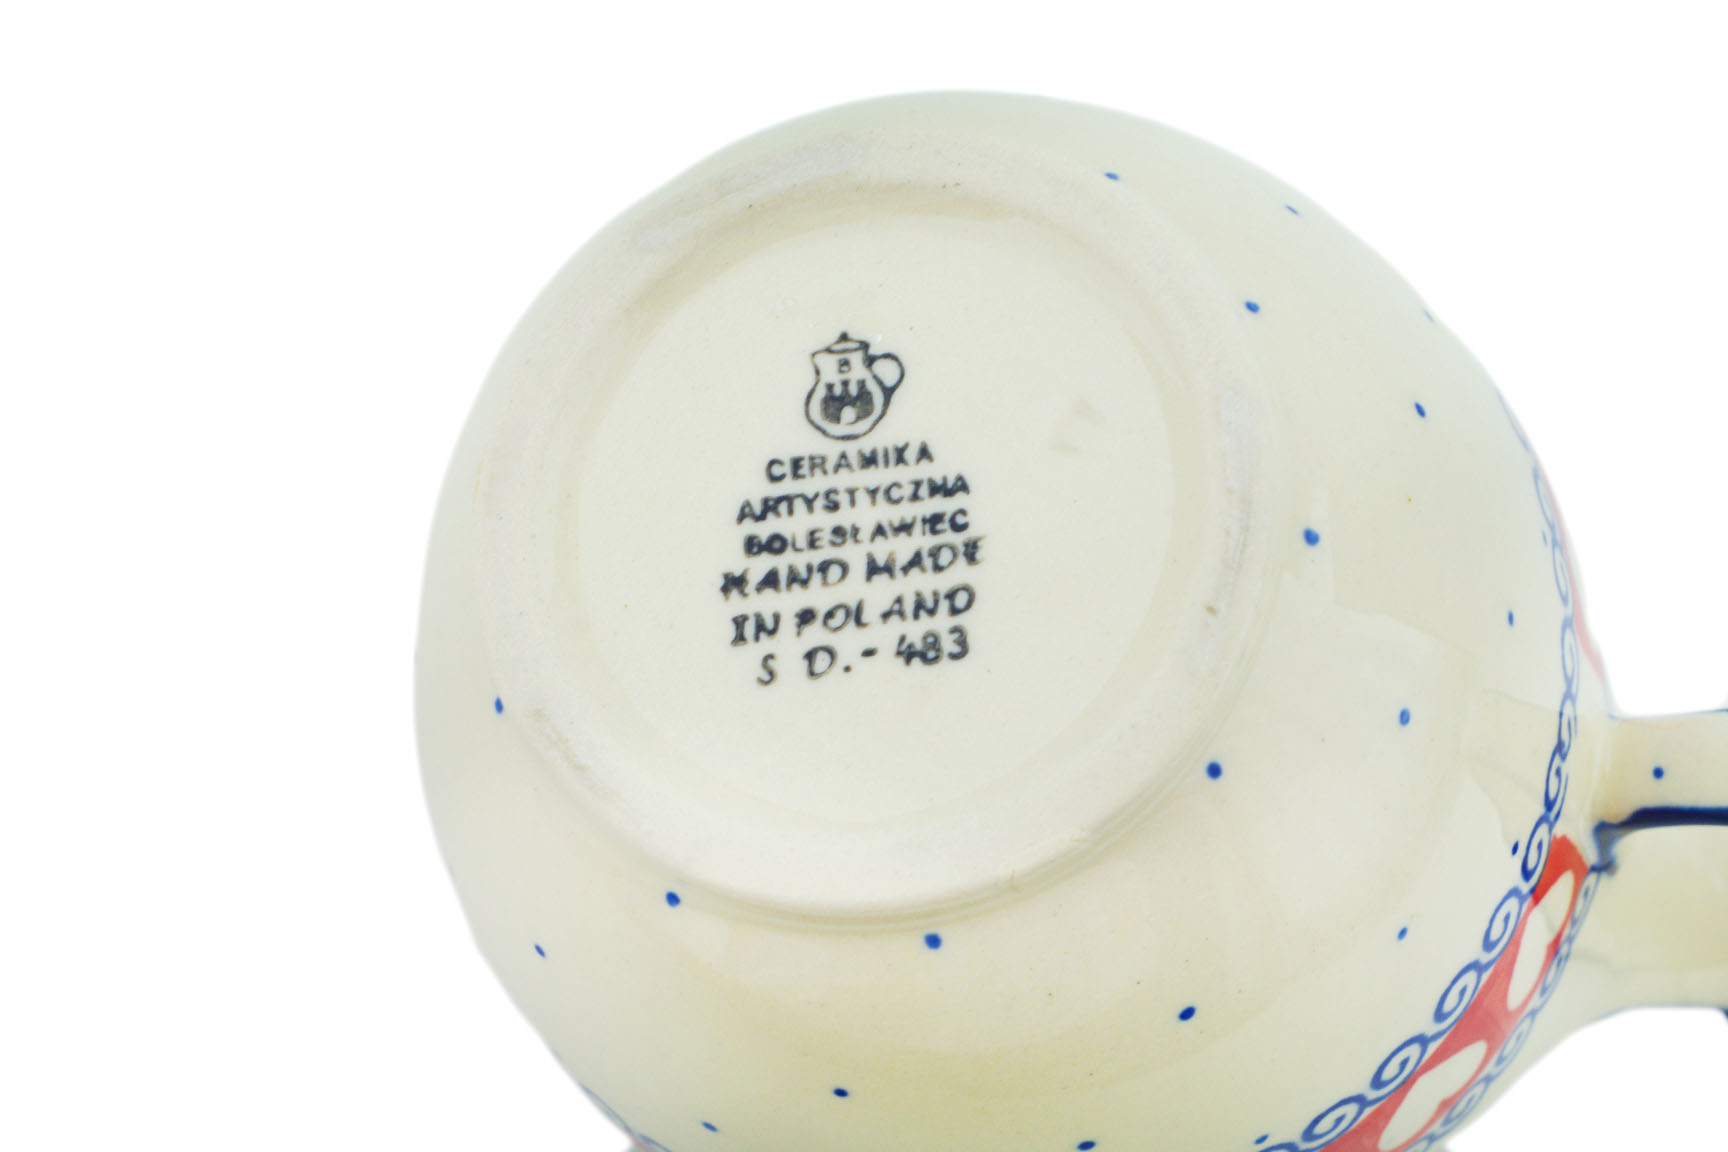 B
CERAMIKA
ARTYSTYCZNA
BOLESŁAWIEC
HAND MADE
IN POLAND
S D.- 483